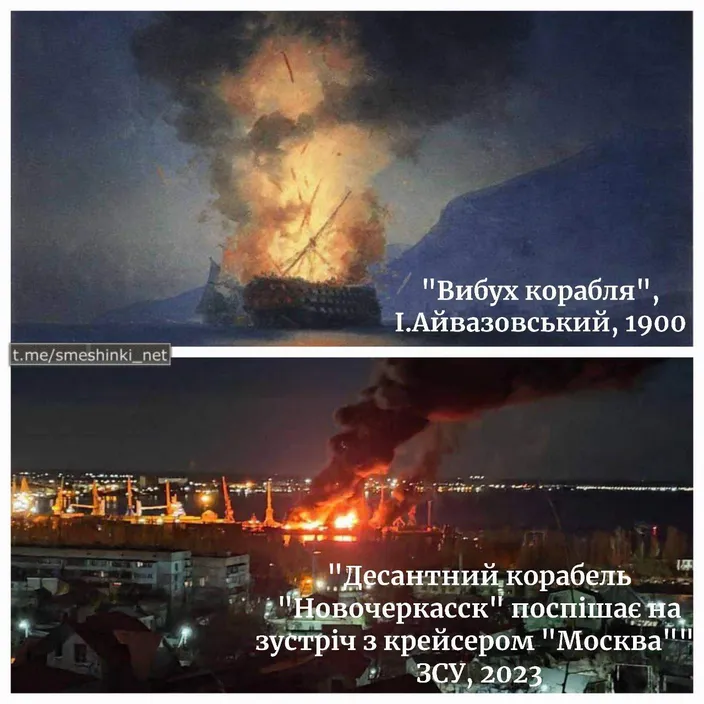 "Вибух корабля",
І.Айвазовський, 1900
t.me/smeshinki_net
"Десантний корабель
"Новочеркасск" поспішає на
зустріч з крейсером "Москва""
ЗСУ, 2023